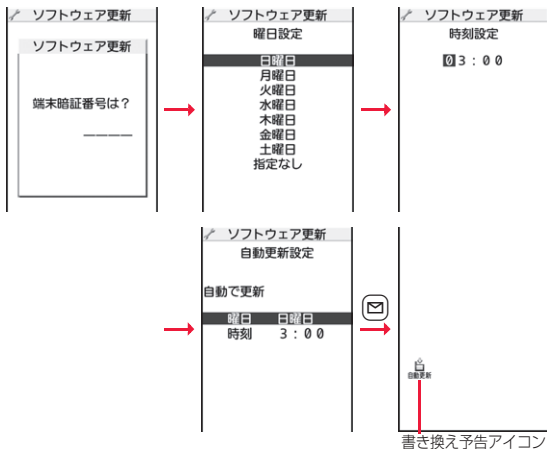 ソフトウェア更新
ソフトウェア更新
端末暗証番号は？
____
ソフトウェア更新
曜日設定
日曜日
月曜日
火曜日
水曜日
木曜日
金曜日
土曜日
指定なし
ソフトウェア更新
時刻設定
03:00
ソフトウェア更新
自動更新設定
自動で更新
曜日 日曜日
時刻 3:00
自動更新
書き換え予告アイコン